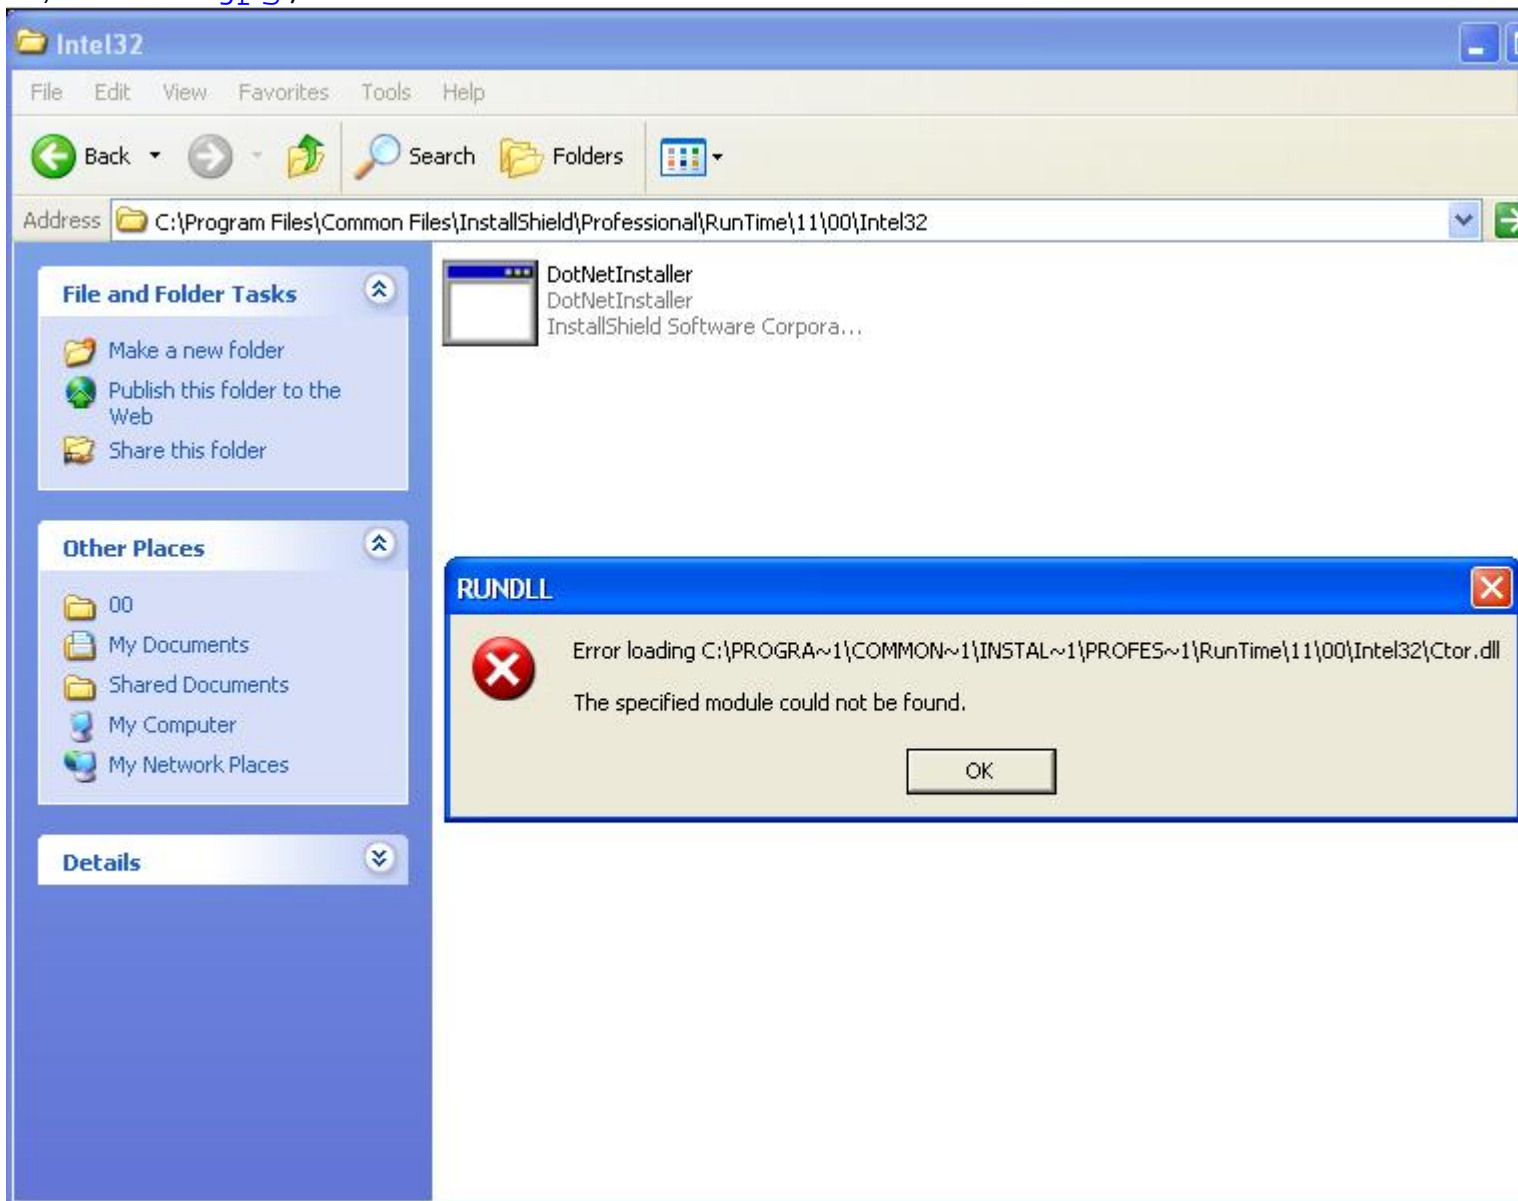 Intel32
File Edit View Favorites Tools Help
Back Search Folders
Address C:\Program Files\Common Files\InstallShield\Professional\RunTime\11\00\Intel32
File and Folder Tasks
Make a new folder
Publish this folder to the
Web
Share this folder
Other Places
00
My Documents
Shared Documents
My Computer
My Network Places
Details
DotNetInstaller
DotNetInstaller
InstallShield Software Corpora...
RUNDLL
Error loading C:\PROGRA~1\COMMON~1\INSTAL~1\PROFES~1\RunTime\11\00\Intel32\Ctor.dll
The specified module could not be found.
OK